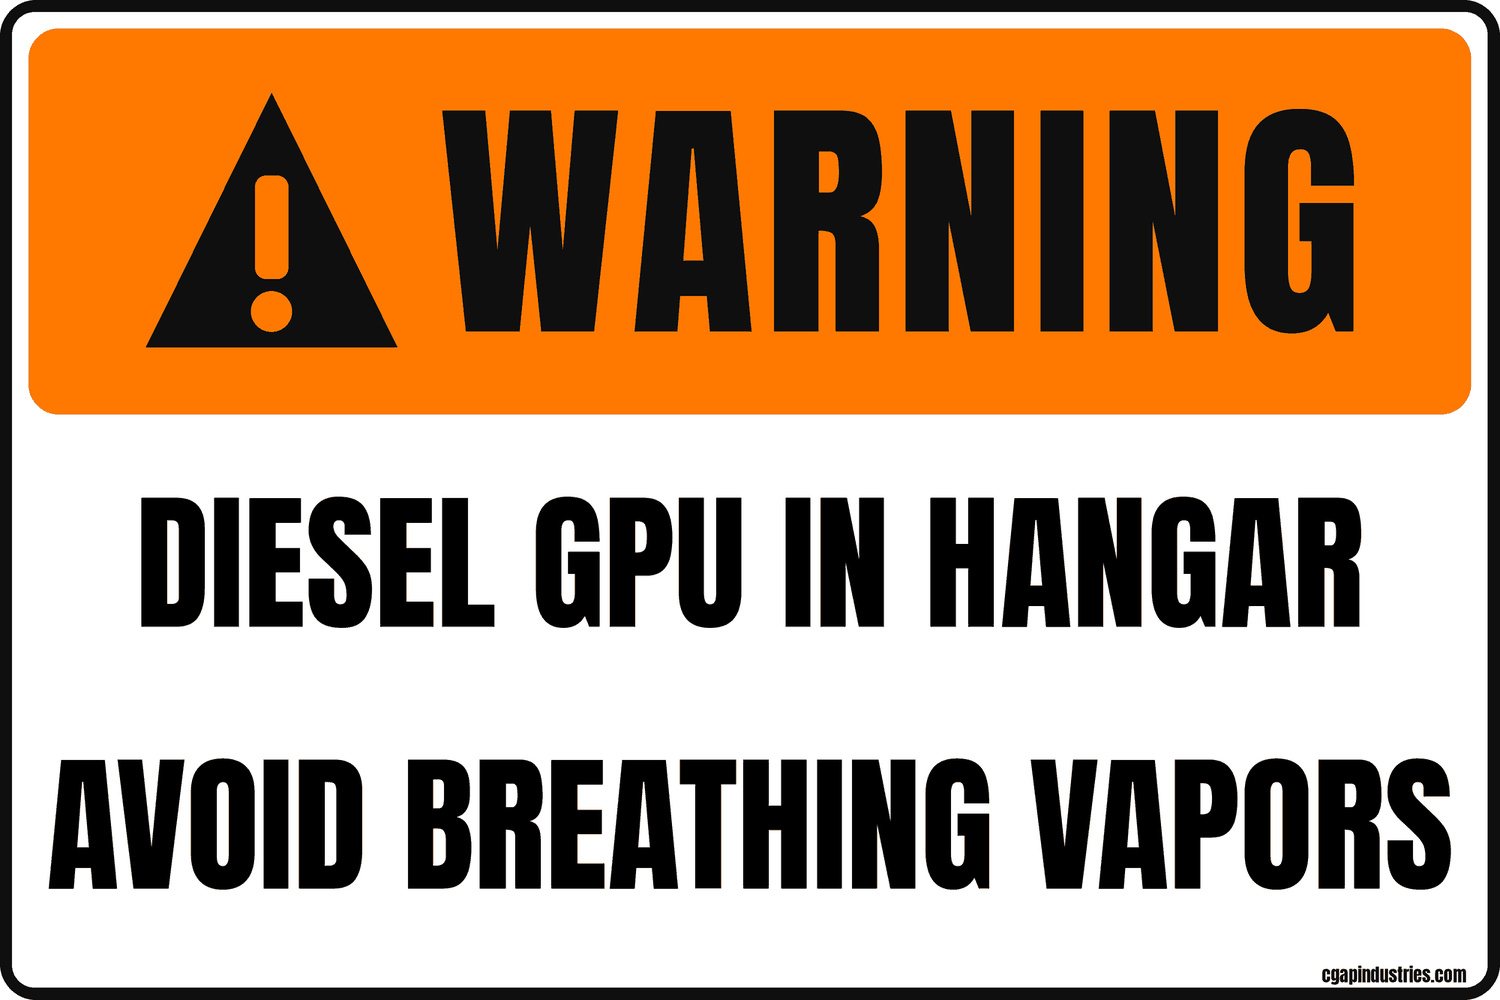 WARNING
DIESEL GPU IN HANGAR
AVOID BREATHING VAPORS
cgapindustries.com